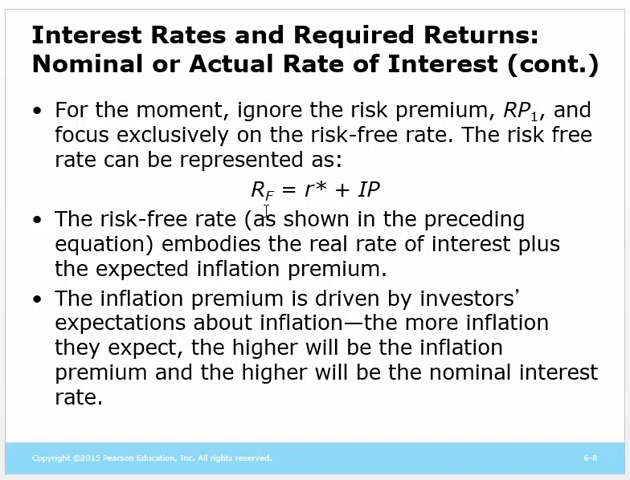 Interest Rates and Required Returns:
Nominal or Actual Rate of Interest (cont.)
• For the moment, ignore the risk premium, RP1, and
focus exclusively on the risk-free rate. The risk free
rate can be represented as:
RF = r* + IP
• The risk-free rate (as shown in the preceding
equation) embodies the real rate of interest plus
the expected inflation premium.
• The inflation premium is driven by investors’
expectations about inflation—the more inflation
they expect, the higher will be the inflation
premium and the higher will be the nominal interest
rate.
Copyright ©2015 Pearson Education, Inc. All rights reserved.
6-8